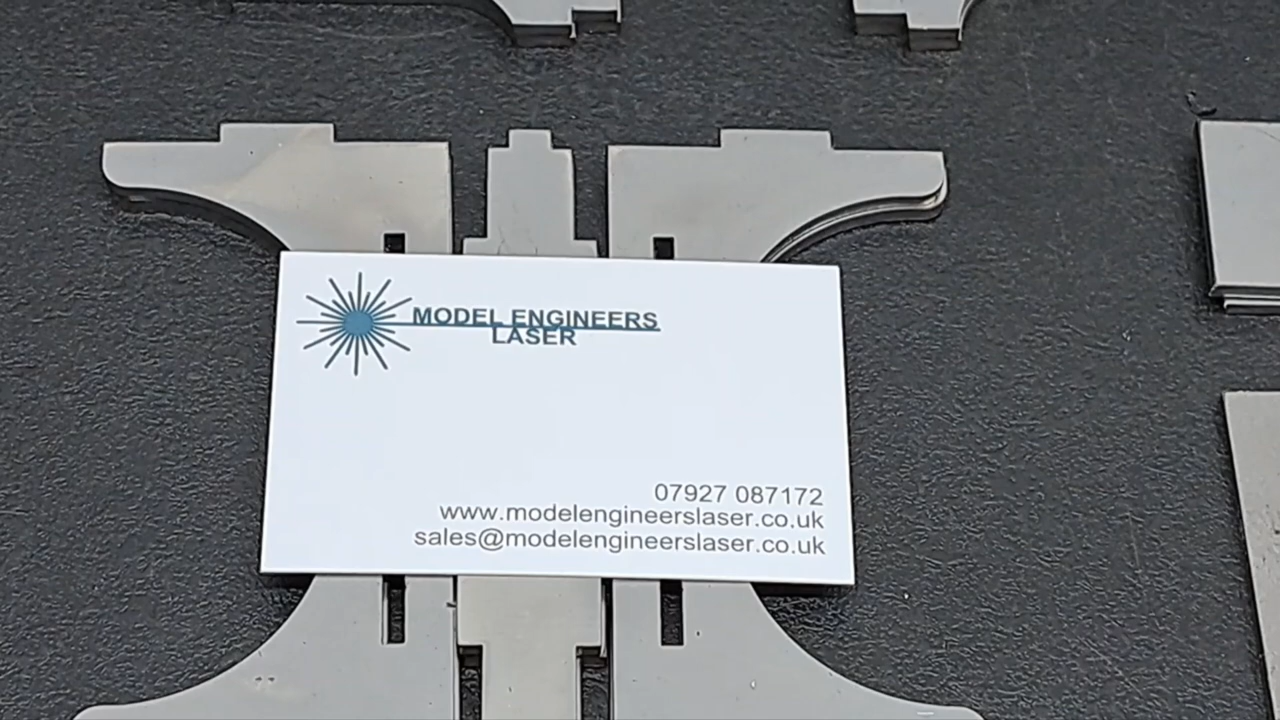 MODEL ENGINEERS
LASER
07927 087172
www.modelengineerslaser.co.uk
sales@modelengineerslaser.co.uk